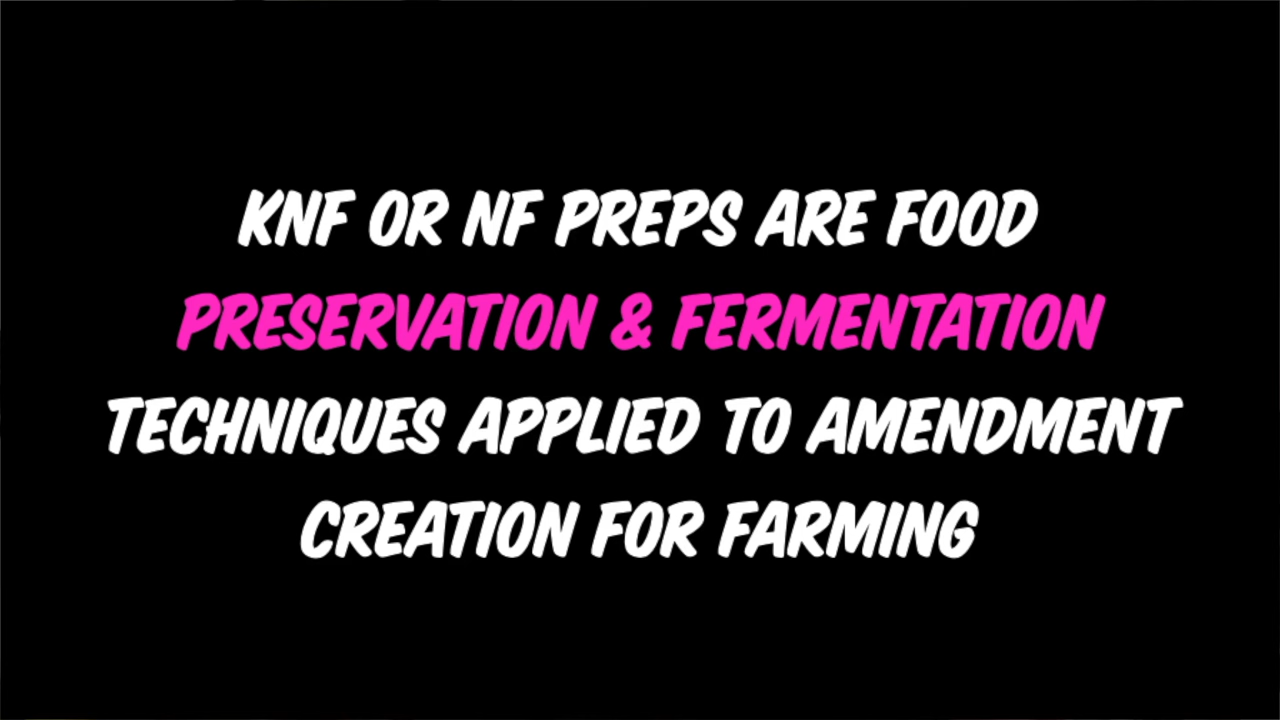 KNF OR NF PREPS ARE FOOD
PRESERVATION & FERMENTATION
TECHNIQUES APPLIED TO AMENDMENT
CREATION FOR FARMING